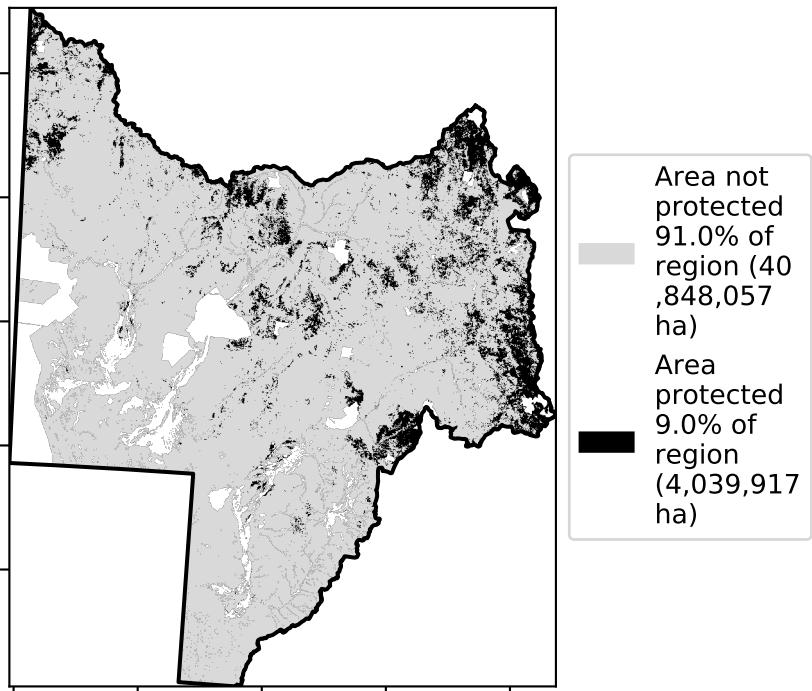 Area not
protected
91.0% of
region (40
,848,057
ha)
Area
protected
9.0% of
region
(4,039,917
ha)